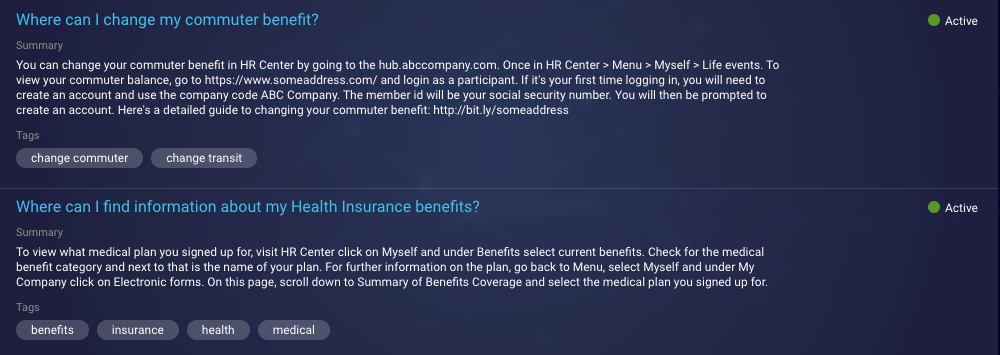 Where can I change my commuter benefit?
Active
Summary
You can change your commuter benefit in HR Center by going to the hub.abccompany.com. Once in HR Center > Menu > Myself > Life events. To
view your commuter balance, go to https://www.someaddress.com/ and login as a participant. If it's your first time logging in, you will need to
create an account and use the company code ABC Company. The member id will be your social security number. You will then be prompted to
create an account. Here's a detailed guide to changing your commuter benefit: http://bit.ly/someaddress
Tags
change commuter
change transit
Where can I find information about my Health Insurance benefits?
Active
Summary
To view what medical plan you signed up for, visit HR Center click on Myself and under Benefits select current benefits. Check for the medical
benefit category and next to that is the name of your plan. For further information on the plan, go back to Menu, select Myself and under My
Company click on Electronic forms. On this page, scroll down to Summary of Benefits Coverage and select the medical plan you signed up for.
Tags
benefits
insurance
health
medical